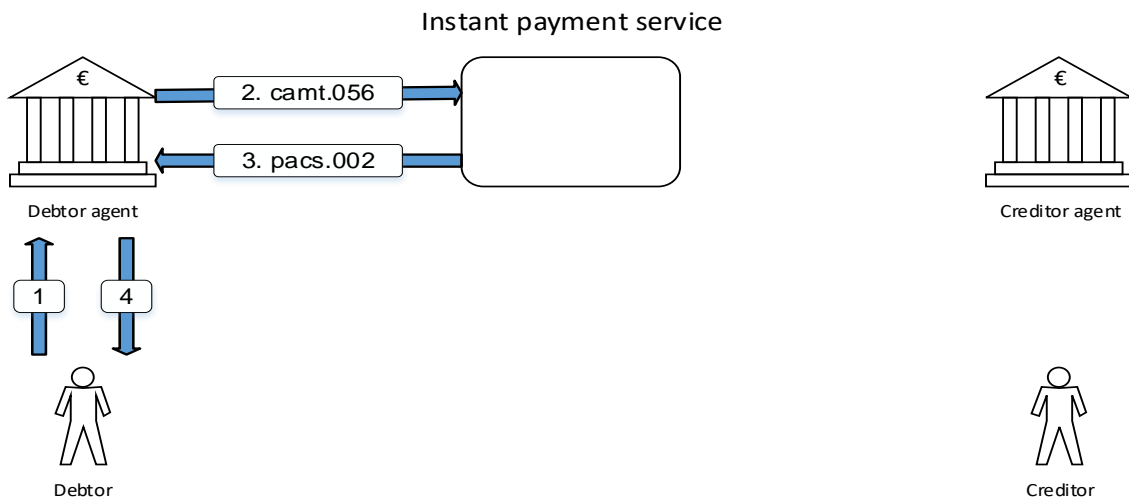 Instant payment service
€
€
2. camt.056
3. pacs.002
Debtor agent
Creditor agent
1
4
Debtor
Creditor